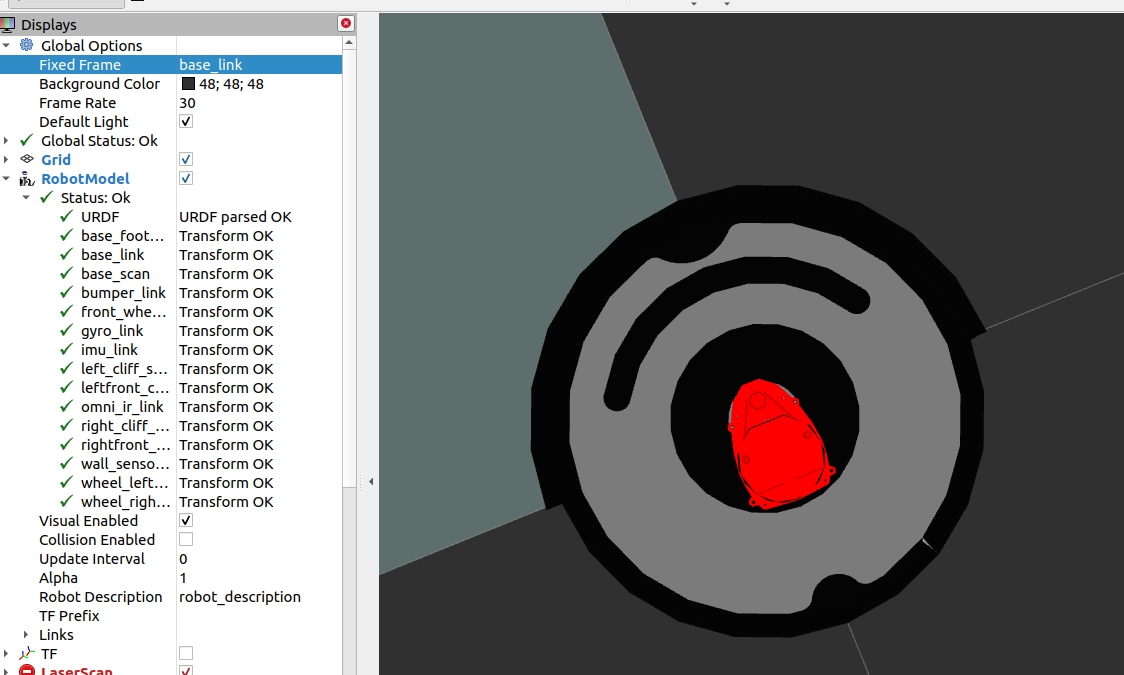 Displays
Global Options
Fixed Frame base_link
Background Color 48; 48; 48
Frame Rate 30
Default Light
Global Status: Ok
Grid
RobotModel
Status: Ok
URDF URDF parsed OK
base_foot... Transform OK
base_link Transform OK
base_scan Transform OK
bumper_link Transform OK
front_whe... Transform OK
gyro_link Transform OK
imu_link Transform OK
left_cliff_s... Transform OK
leftfront_c... Transform OK
omni_ir_link Transform OK
right_cliff_... Transform OK
rightfront_... Transform OK
wall_senso... Transform OK
wheel_left... Transform OK
wheel_righ... Transform OK
Visual Enabled
Collision Enabled
Update Interval 0
Alpha 1
Robot Description robot_description
TF Prefix
Links
TF
LaserScan